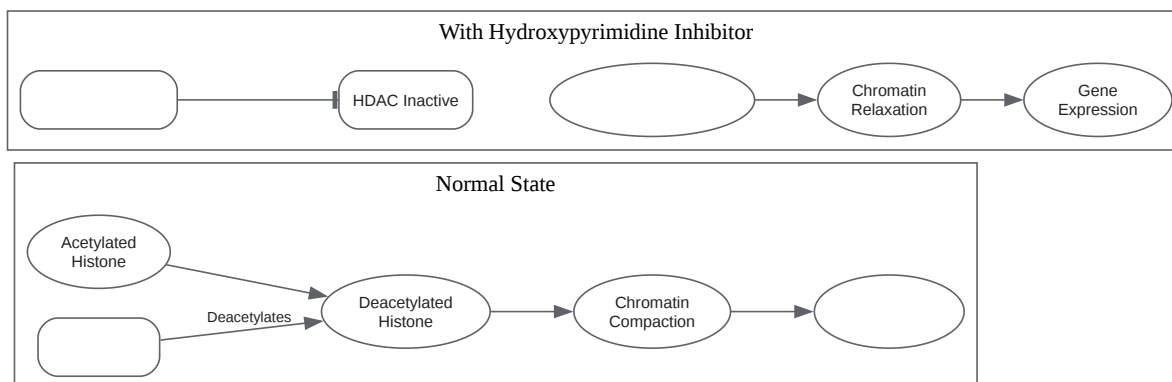 With Hydroxypyrimidine Inhibitor
HDAC Inactive
Chromatin
Relaxation
Gene
Expression
Normal State
Acetylated
Histone
Deacetylates
Deacetylated
Histone
Chromatin
Compaction